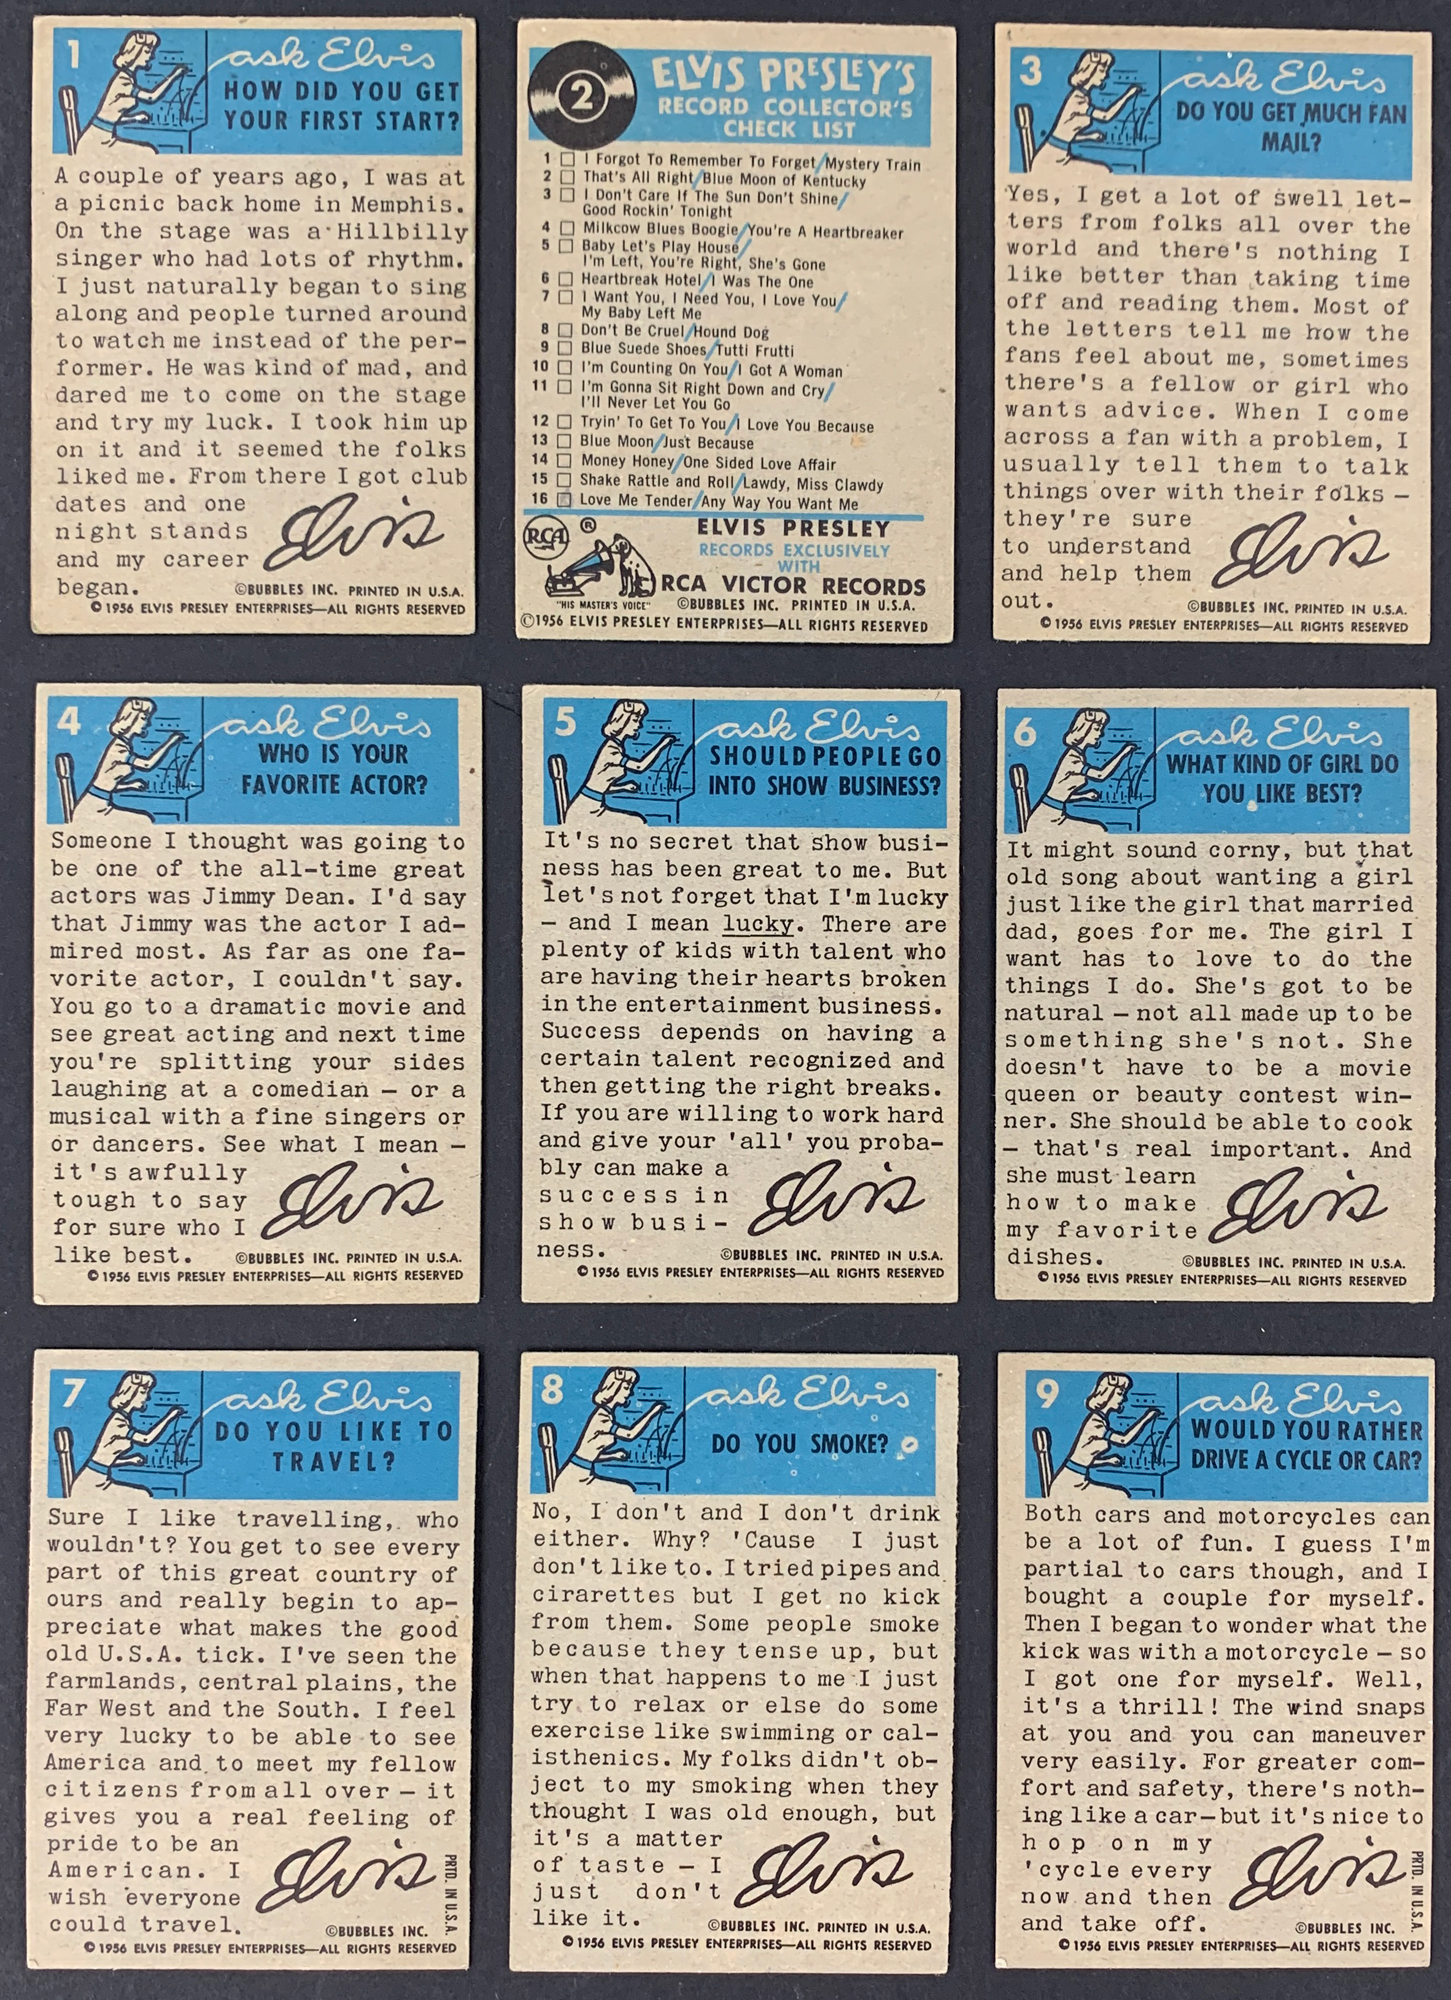 1
ask Elvis
HOW DID YOU GET
YOUR FIRST START?
A couple of years ago, I was at
a picnic back home in Memphis.
On the stage was a Hillbilly
singer who had lots of rhythm.
I just naturally began to sing
along and people turned around
to watch me instead of the per-
former. He was kind of mad, and
dared me to come on the stage
and try my luck. I took him up
on it and it seemed the folks
liked me. From there I got club
dates and one
night stands
and my career
began.
Elvis
©BUBBLES INC. PRINTED IN U.S.A.
© 1956 ELVIS PRESLEY ENTERPRISES—ALL RIGHTS RESERVED
2
ELVIS PRESLEY'S
RECORD COLLECTOR'S
CHECK LIST
1 I Forgot To Remember To Forget/Mystery Train
2 That's All Right/Blue Moon of Kentucky
3 I Don't Care If The Sun Don't Shine/
Good Rockin' Tonight
4 Milkcow Blues Boogie/You're A Heartbreaker
5 Baby Let's Play House/
I'm Left, You're Right, She's Gone
6 Heartbreak Hotel/I Was The One
7 I Want You, I Need You, I Love You/
My Baby Left Me
8 Don't Be Cruel/Hound Dog
9 Blue Suede Shoes/Tutti Frutti
10 I'm Counting On You/I Got A Woman
11 I'm Gonna Sit Right Down and Cry/
I'll Never Let You Go
12 Tryin' To Get To You/I Love You Because
13 Blue Moon/Just Because
14 Money Honey/One Sided Love Affair
15 Shake Rattle and Roll/Lawdy, Miss Clawdy
16 Love Me Tender/Any Way You Want Me
RCA ®
"HIS MASTER'S VOICE"
ELVIS PRESLEY
RECORDS EXCLUSIVELY
WITH
RCA VICTOR RECORDS
©BUBBLES INC. PRINTED IN U.S.A.
©1956 ELVIS PRESLEY ENTERPRISES—ALL RIGHTS RESERVED
3
ask Elvis
DO YOU GET MUCH FAN
MAIL?
Yes, I get a lot of swell let-
ters from folks all over the
world and there's nothing I
like better than taking time
off and reading them. Most of
the letters tell me how the
fans feel about me, sometimes
there's a fellow or girl who
wants advice. When I come
across a fan with a problem, I
usually tell them to talk
things over with their folks –
they're sure
to understand
and help them
out.
Elvis
©BUBBLES INC. PRINTED IN U.S.A.
© 1956 ELVIS PRESLEY ENTERPRISES—ALL RIGHTS RESERVED
4
ask Elvis
WHO IS YOUR
FAVORITE ACTOR?
Someone I thought was going to
be one of the all-time great
actors was Jimmy Dean. I'd say
that Jimmy was the actor I ad-
mired most. As far as one fa-
vorite actor, I couldn't say.
You go to a dramatic movie and
see great acting and next time
you're splitting your sides
laughing at a comedian – or a
musical with a fine singers or
or dancers. See what I mean –
it's awfully
tough to say
for sure who I
like best.
Elvis
©BUBBLES INC. PRINTED IN U.S.A.
© 1956 ELVIS PRESLEY ENTERPRISES—ALL RIGHTS RESERVED
5
ask Elvis
SHOULD PEOPLE GO
INTO SHOW BUSINESS?
It's no secret that show busi-
ness has been great to me. But
let's not forget that I'm lucky
– and I mean lucky. There are
plenty of kids with talent who
are having their hearts broken
in the entertainment business.
Success depends on having a
certain talent recognized and
then getting the right breaks.
If you are willing to work hard
and give your 'all' you proba-
bly can make a
success in
show busi-
ness.
Elvis
©BUBBLES INC. PRINTED IN U.S.A.
© 1956 ELVIS PRESLEY ENTERPRISES—ALL RIGHTS RESERVED
6
ask Elvis
WHAT KIND OF GIRL DO
YOU LIKE BEST?
It might sound corny, but that
old song about wanting a girl
just like the girl that married
dad, goes for me. The girl I
want has to love to do the
things I do. She's got to be
natural – not all made up to be
something she's not. She
doesn't have to be a movie
queen or beauty contest win-
ner. She should be able to cook
– that's real important. And
she must learn
how to make
my favorite
dishes.
Elvis
©BUBBLES INC. PRINTED IN U.S.A.
© 1956 ELVIS PRESLEY ENTERPRISES—ALL RIGHTS RESERVED
7
ask Elvis
DO YOU LIKE TO
TRAVEL?
Sure I like travelling, who
wouldn't? You get to see every
part of this great country of
ours and really begin to ap-
preciate what makes the good
old U.S.A. tick. I've seen the
farmlands, central plains, the
Far West and the South. I feel
very lucky to be able to see
America and to meet my fellow
citizens from all over – it
gives you a real feeling of
pride to be an
American. I
wish everyone
could travel.
Elvis
PRTD. IN U.S.A.
©BUBBLES INC.
© 1956 ELVIS PRESLEY ENTERPRISES—ALL RIGHTS RESERVED
8
ask Elvis
DO YOU SMOKE?
No, I don't and I don't drink
either. Why? 'Cause I just
don't like to. I tried pipes and
cirarettes but I get no kick
from them. Some people smoke
because they tense up, but
when that happens to me I just
try to relax or else do some
exercise like swimming or cal-
isthenics. My folks didn't ob-
ject to my smoking when they
thought I was old enough, but
it's a matter
of taste – I
just don't
like it.
Elvis
©BUBBLES INC. PRINTED IN U.S.A.
© 1956 ELVIS PRESLEY ENTERPRISES—ALL RIGHTS RESERVED
9
ask Elvis
WOULD YOU RATHER
DRIVE A CYCLE OR CAR?
Both cars and motorcycles can
be a lot of fun. I guess I'm
partial to cars though, and I
bought a couple for myself.
Then I began to wonder what the
kick was with a motorcycle – so
I got one for myself. Well,
it's a thrill! The wind snaps
at you and you can maneuver
very easily. For greater com-
fort and safety, there's noth-
ing like a car—but it's nice to
hop on my
'cycle every
now and then
and take off.
Elvis
PRTD. IN U.S.A.
©BUBBLES INC.
© 1956 ELVIS PRESLEY ENTERPRISES—ALL RIGHTS RESERVED